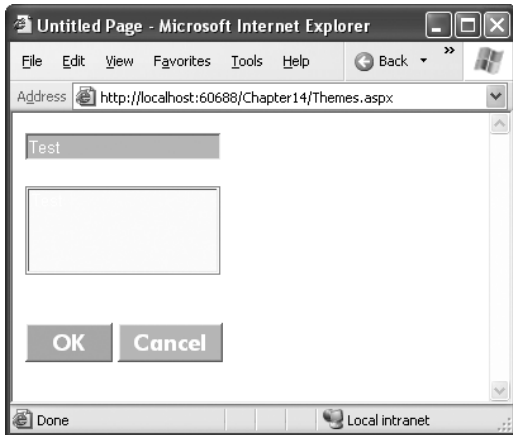 Untitled Page - Microsoft Internet Explorer
File Edit View Favorites Tools Help Back »
Address http://localhost:60688/Chapter14/Themes.aspx
Test
OK Cancel
Done Local intranet